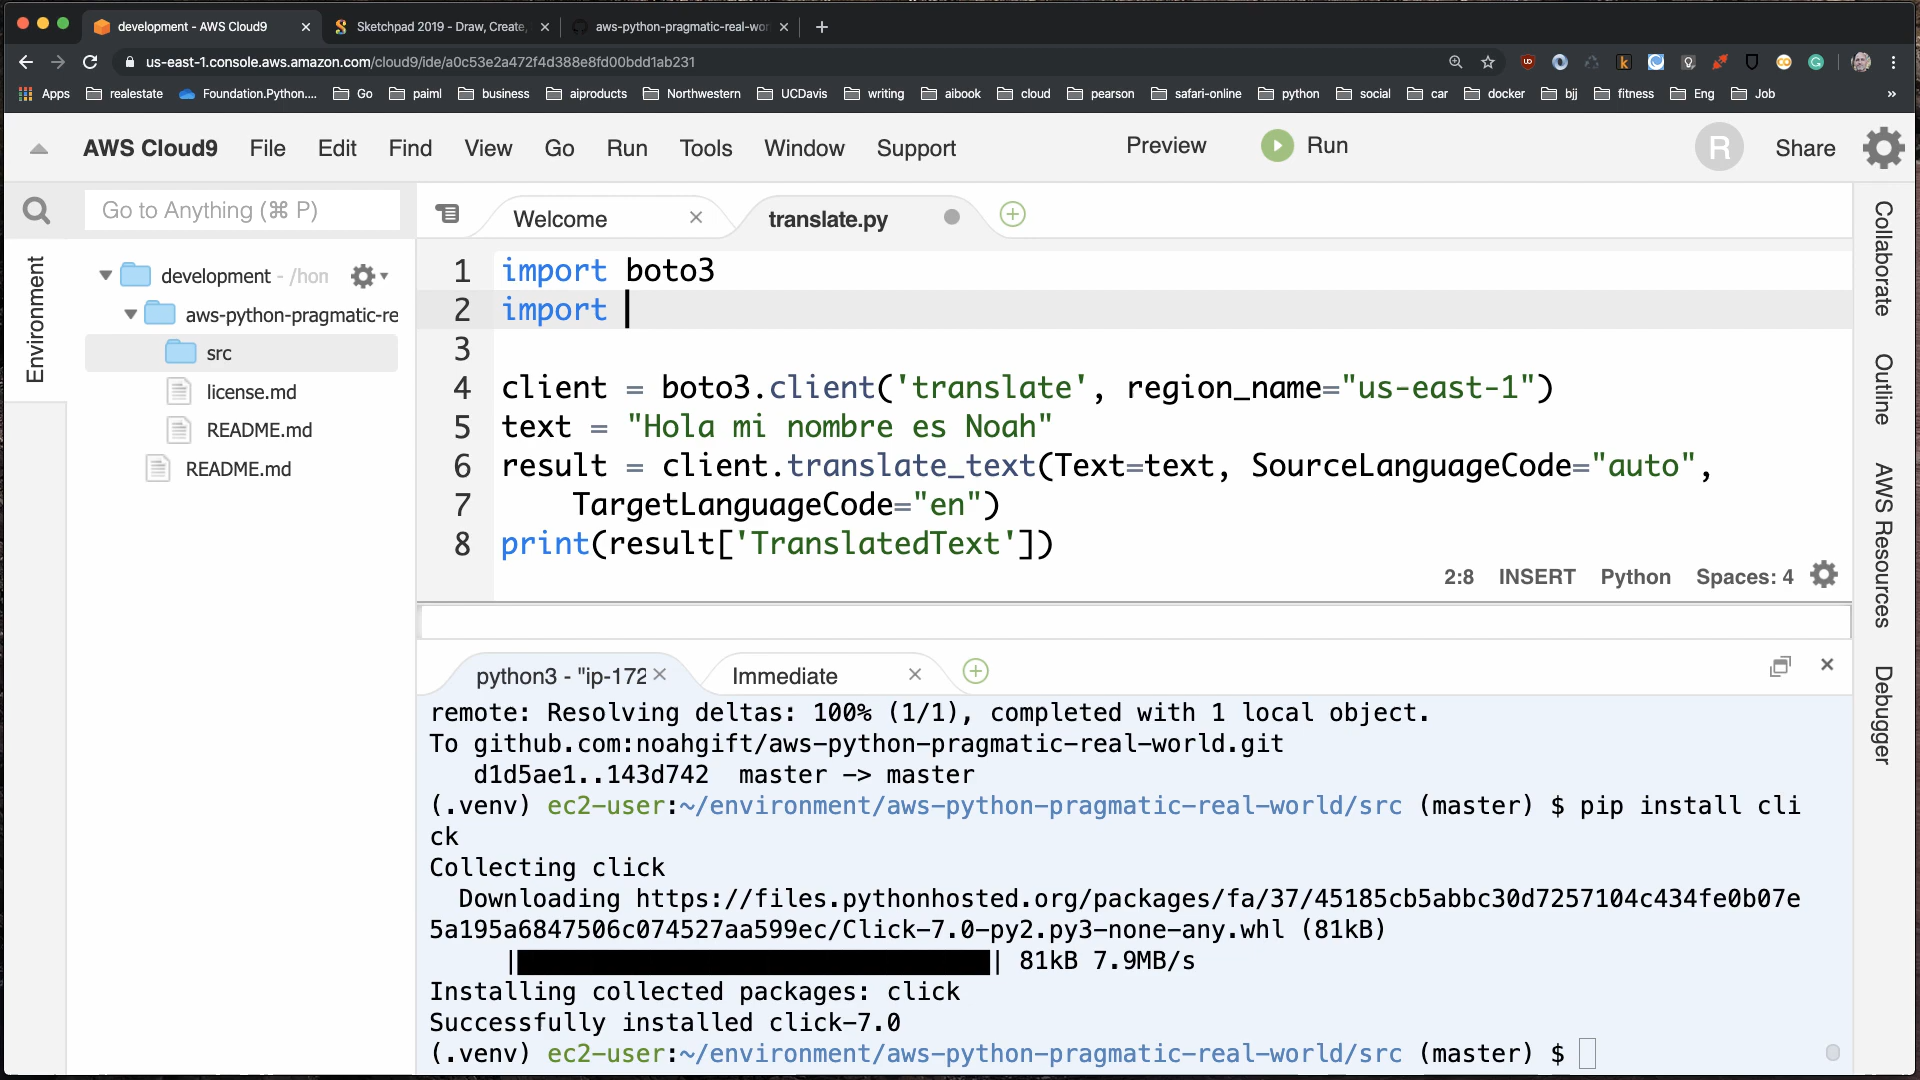 development - AWS Cloud9
Sketchpad 2019 - Draw, Create,
aws-python-pragmatic-real-wor
us-east-1.console.aws.amazon.com/cloud9/ide/a0c53e2a472f4d388e8fd00bdd1ab231
Apps realestate Foundation.Python.... Go paiml business aiproducts Northwestern UCDavis writing aibook cloud pearson safari-online python social car docker bjj fitness Eng Job »
AWS Cloud9 File Edit Find View Go Run Tools Window Support Preview Run R Share
Go to Anything (⌘ P)
Welcome
translate.py
Environment
development - /hon
aws-python-pragmatic-re
src
license.md
README.md
README.md
1 import boto3
2 import
3
4 client = boto3.client('translate', region_name="us-east-1")
5 text = "Hola mi nombre es Noah"
6 result = client.translate_text(Text=text, SourceLanguageCode="auto",
7 TargetLanguageCode="en")
8 print(result['TranslatedText'])
2:8 INSERT Python Spaces: 4
Collaborate
Outline
AWS Resources
Debugger
python3 - "ip-172
Immediate
remote: Resolving deltas: 100% (1/1), completed with 1 local object.
To github.com:noahgift/aws-python-pragmatic-real-world.git
d1d5ae1..143d742 master -> master
(.venv) ec2-user:~/environment/aws-python-pragmatic-real-world/src (master) $ pip install cli
ck
Collecting click
Downloading https://files.pythonhosted.org/packages/fa/37/45185cb5abbc30d7257104c434fe0b07e
5a195a6847506c074527aa599ec/Click-7.0-py2.py3-none-any.whl (81kB)
81kB 7.9MB/s
Installing collected packages: click
Successfully installed click-7.0
(.venv) ec2-user:~/environment/aws-python-pragmatic-real-world/src (master) $